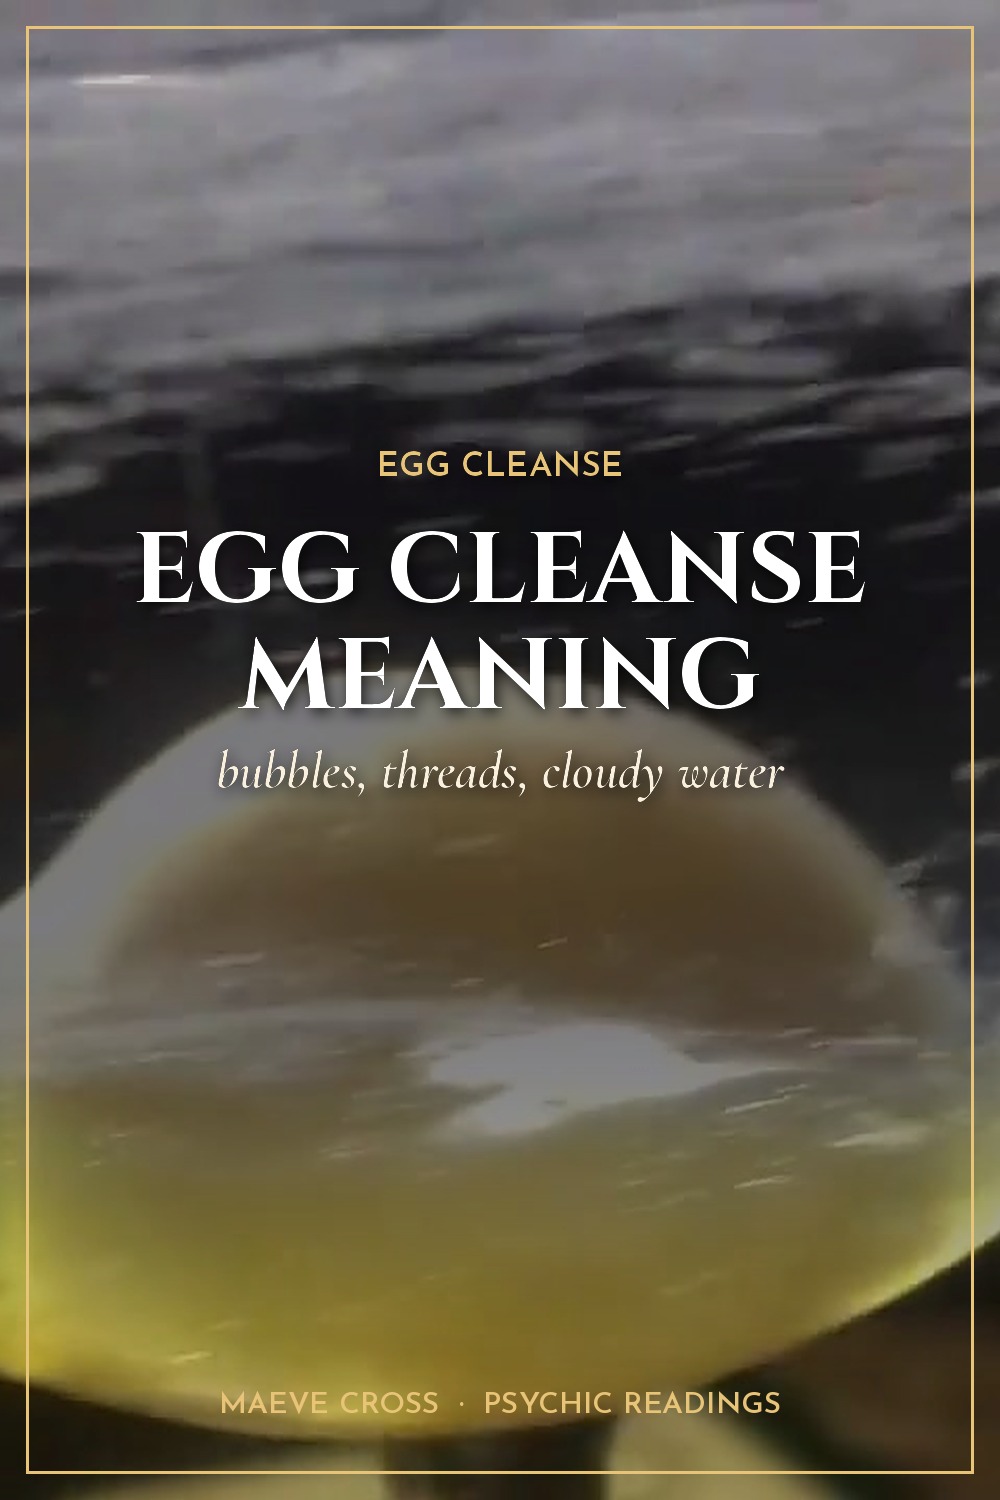 EGG CLEANSE
EGG CLEANSE
MEANING
bubbles, threads, cloudy water
MAEVE CROSS · PSYCHIC READINGS